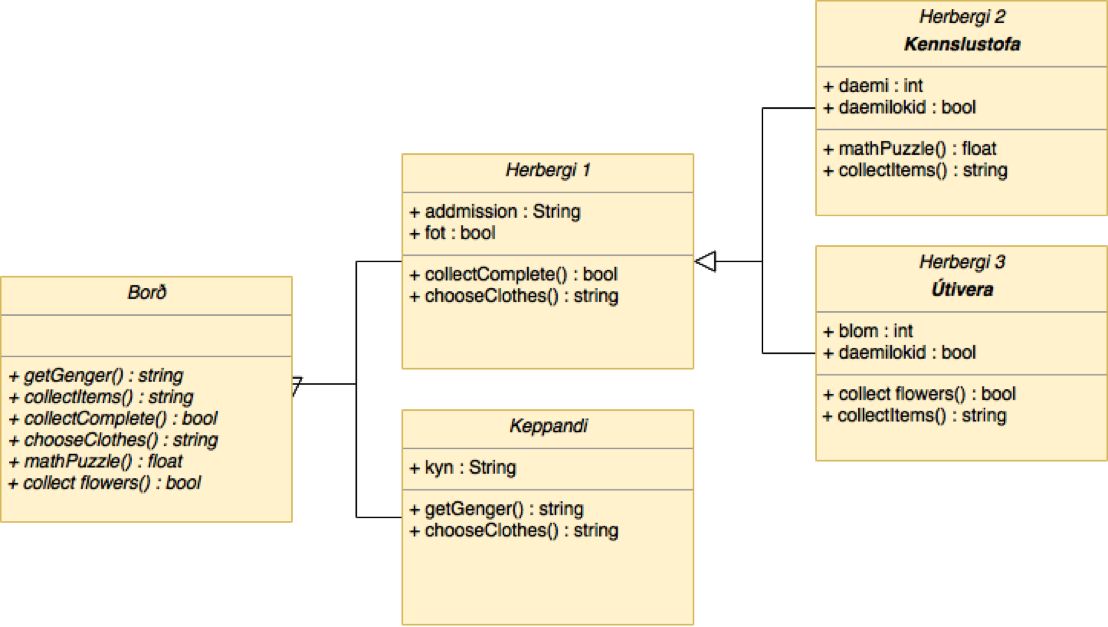 Borð
+ getGenger() : string
+ collectItems() : string
+ collectComplete() : bool
+ chooseClothes() : string
+ mathPuzzle() : float
+ collect flowers() : bool
Herbergi 1
+ addmission : String
+ fot : bool
+ collectComplete() : bool
+ chooseClothes() : string
Keppandi
+ kyn : String
+ getGenger() : string
+ chooseClothes() : string
Herbergi 2
Kennslustofa
+ daemi : int
+ daemilokid : bool
+ mathPuzzle() : float
+ collectItems() : string
Herbergi 3
Útivera
+ blom : int
+ daemilokid : bool
+ collect flowers() : bool
+ collectItems() : string